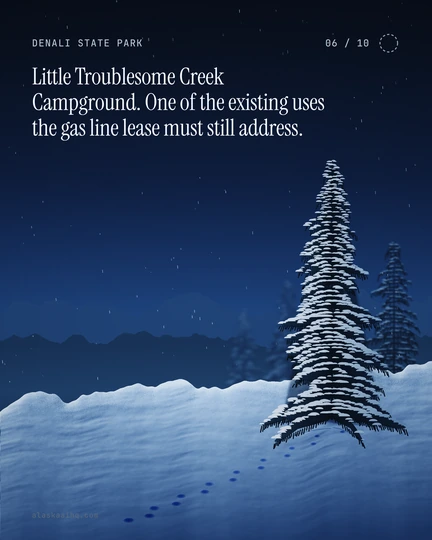 DENALI STATE PARK
06 / 10
Little Troublesome Creek
Campground. One of the existing uses
the gas line lease must still address.